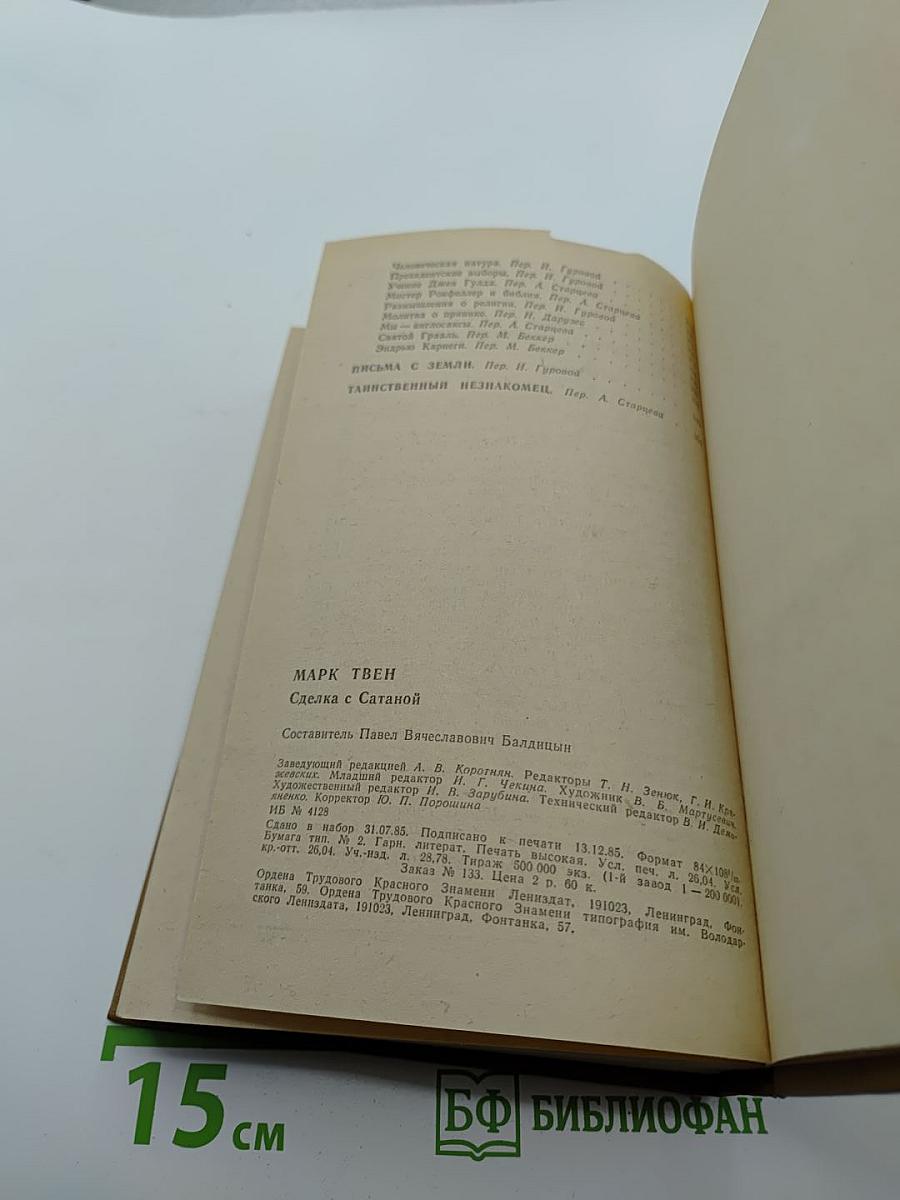 Человеческая натура. Пер. И. Гуровой
Президентские выборы. Пер. И. Гуровой
Учение Джея Гулда. Пер. А. Старцева
Мистер Рокфеллер и библия. Пер. А. Старцева
Размышления о религии. Пер. И. Гуровой
Молитва о прянике. Пер. Н. Дарузес
Мы — англосаксы. Пер. А. Старцева
Святой Грааль. Пер. М. Беккер
Эндрью Карнеги. Пер. М. Беккер
ПИСЬМА С ЗЕМЛИ. Пер. И. Гуровой
ТАИНСТВЕННЫЙ НЕЗНАКОМЕЦ. Пер. А. Старцева
МАРК ТВЕН
Сделка с Сатаной
Составитель Павел Вячеславович Балдицын
Заведующий редакцией А. В. Коротнян. Редакторы Т. Н. Зенюк, Г. И. Кря-
жевских. Младший редактор И. Г. Чекина. Художник В. Б. Мартусевич.
Художественный редактор И. В. Зарубина. Технический редактор В. И. Демь-
яненко. Корректор Ю. П. Порошина
ИБ № 4128
Сдано в набор 31.07.85. Подписано к печати 13.12.85. Формат 84×108¹/₃₂.
Бумага тип. № 2. Гарн. литерат. Печать высокая. Усл. печ. л. 26,04. Усл.
кр.-отт. 26,04. Уч.-изд. л. 28,78. Тираж 500 000 экз. (1-й завод 1—200 000).
Заказ № 133. Цена 2 р. 60 к.
Ордена Трудового Красного Знамени Лениздат, 191023, Ленинград, Фон-
танка, 59. Ордена Трудового Красного Знамени типография им. Володар-
ского Лениздата, 191023, Ленинград, Фонтанка, 57.
15 см
БФ БИБЛИОФАН